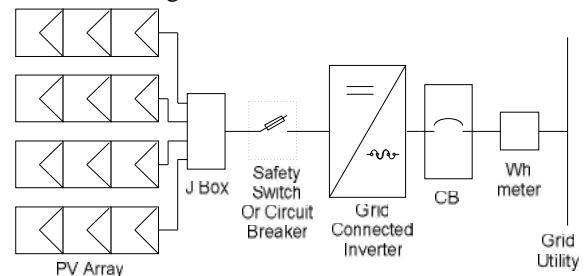 J Box
Safety
Switch
Or Circuit
Breaker
Grid
Connected
Inverter
CB
Wh
meter
Grid
Utility
PV Array